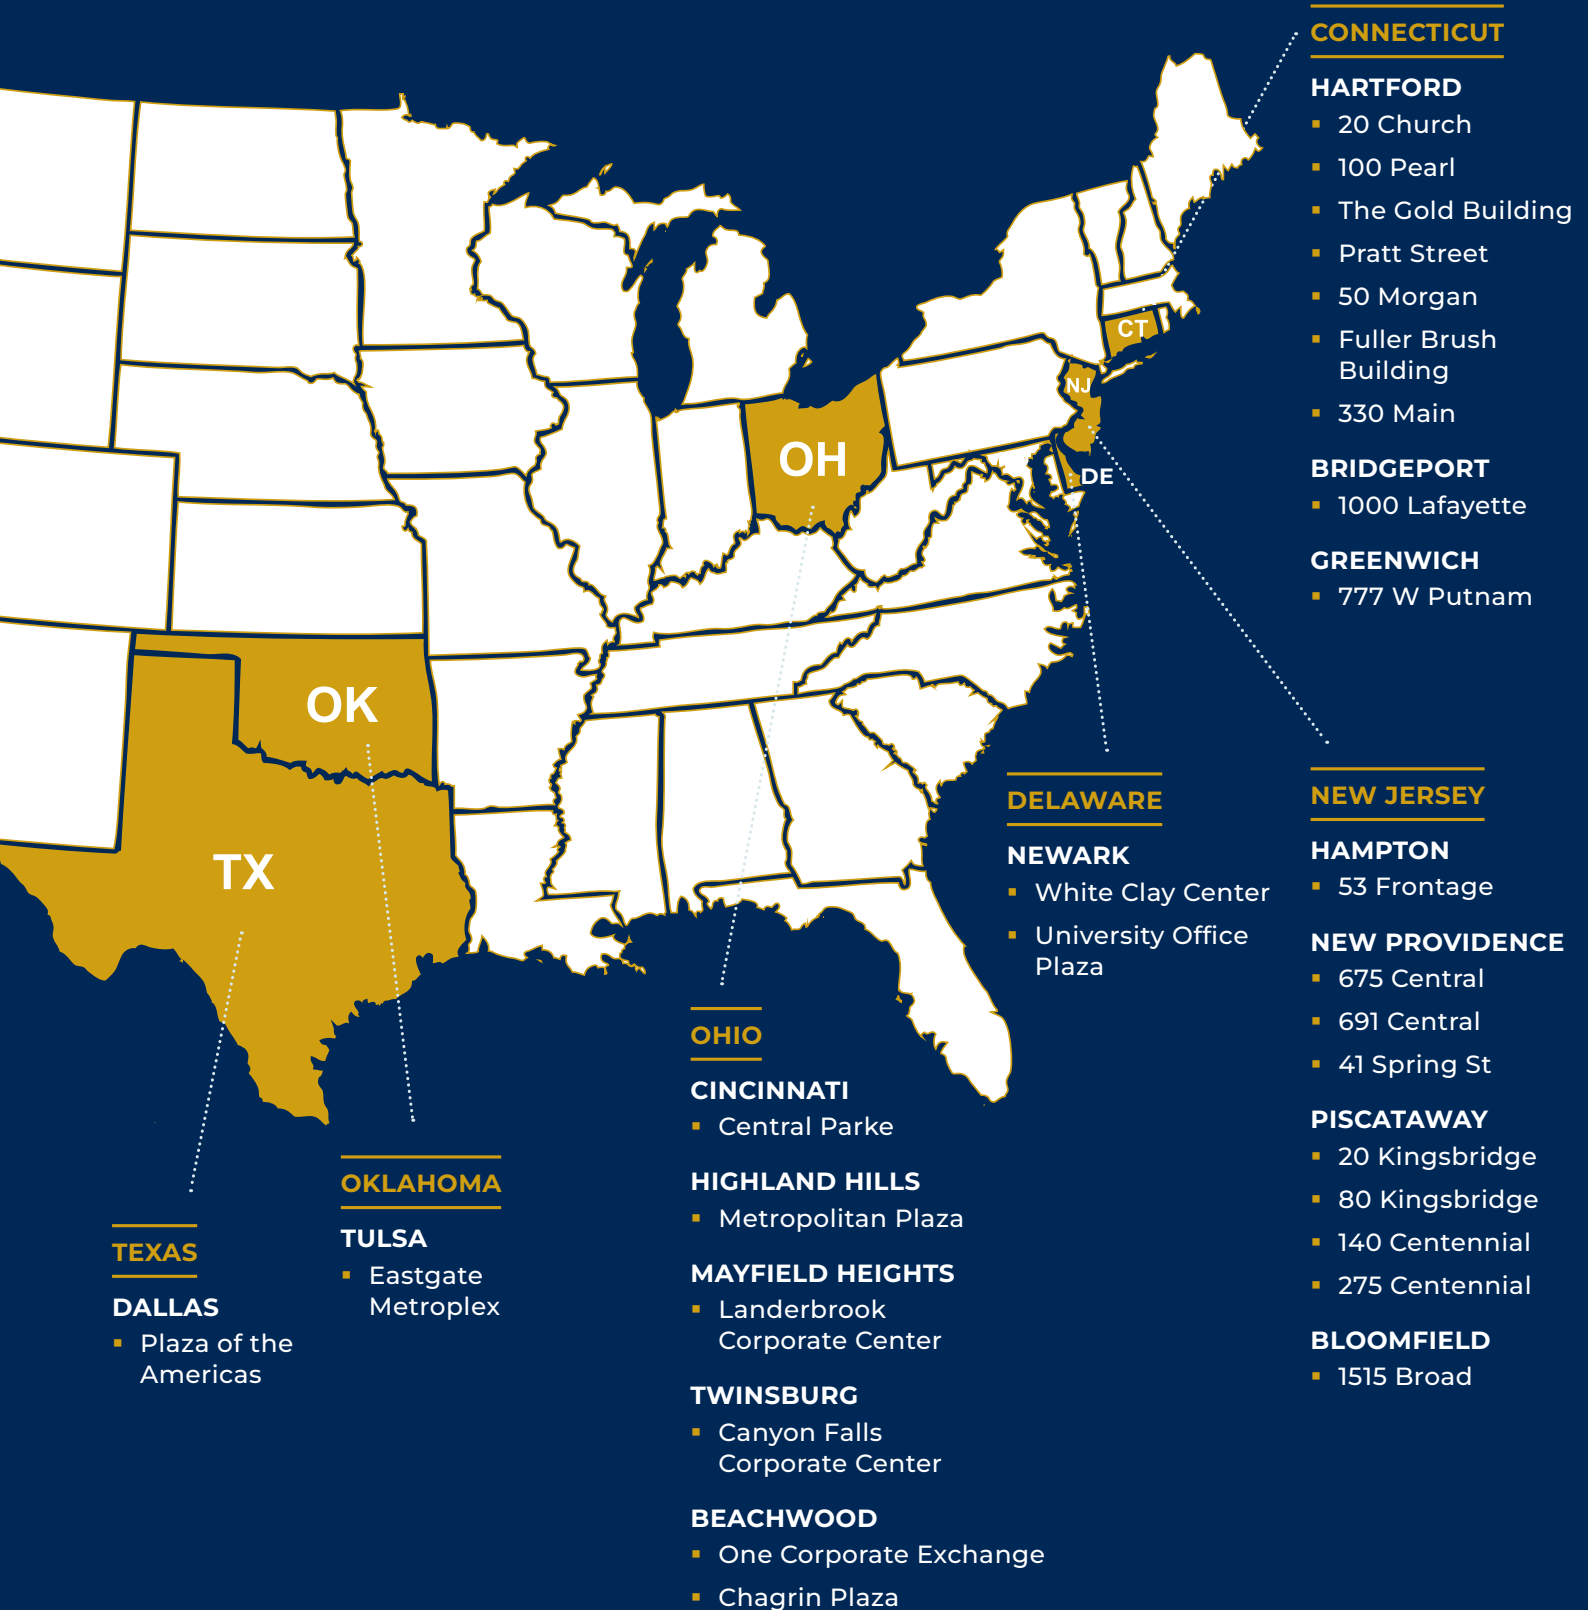 CT
NJ
OH
DE
OK
TX
CONNECTICUT
HARTFORD
▪ 20 Church
▪ 100 Pearl
▪ The Gold Building
▪ Pratt Street
▪ 50 Morgan
▪ Fuller Brush
Building
▪ 330 Main
BRIDGEPORT
▪ 1000 Lafayette
GREENWICH
▪ 777 W Putnam
DELAWARE
NEWARK
▪ White Clay Center
▪ University Office
Plaza
NEW JERSEY
HAMPTON
▪ 53 Frontage
NEW PROVIDENCE
▪ 675 Central
▪ 691 Central
▪ 41 Spring St
PISCATAWAY
▪ 20 Kingsbridge
▪ 80 Kingsbridge
▪ 140 Centennial
▪ 275 Centennial
BLOOMFIELD
▪ 1515 Broad
OHIO
CINCINNATI
▪ Central Parke
HIGHLAND HILLS
▪ Metropolitan Plaza
MAYFIELD HEIGHTS
▪ Landerbrook
Corporate Center
TWINSBURG
▪ Canyon Falls
Corporate Center
BEACHWOOD
▪ One Corporate Exchange
▪ Chagrin Plaza
OKLAHOMA
TULSA
▪ Eastgate
Metroplex
TEXAS
DALLAS
▪ Plaza of the
Americas